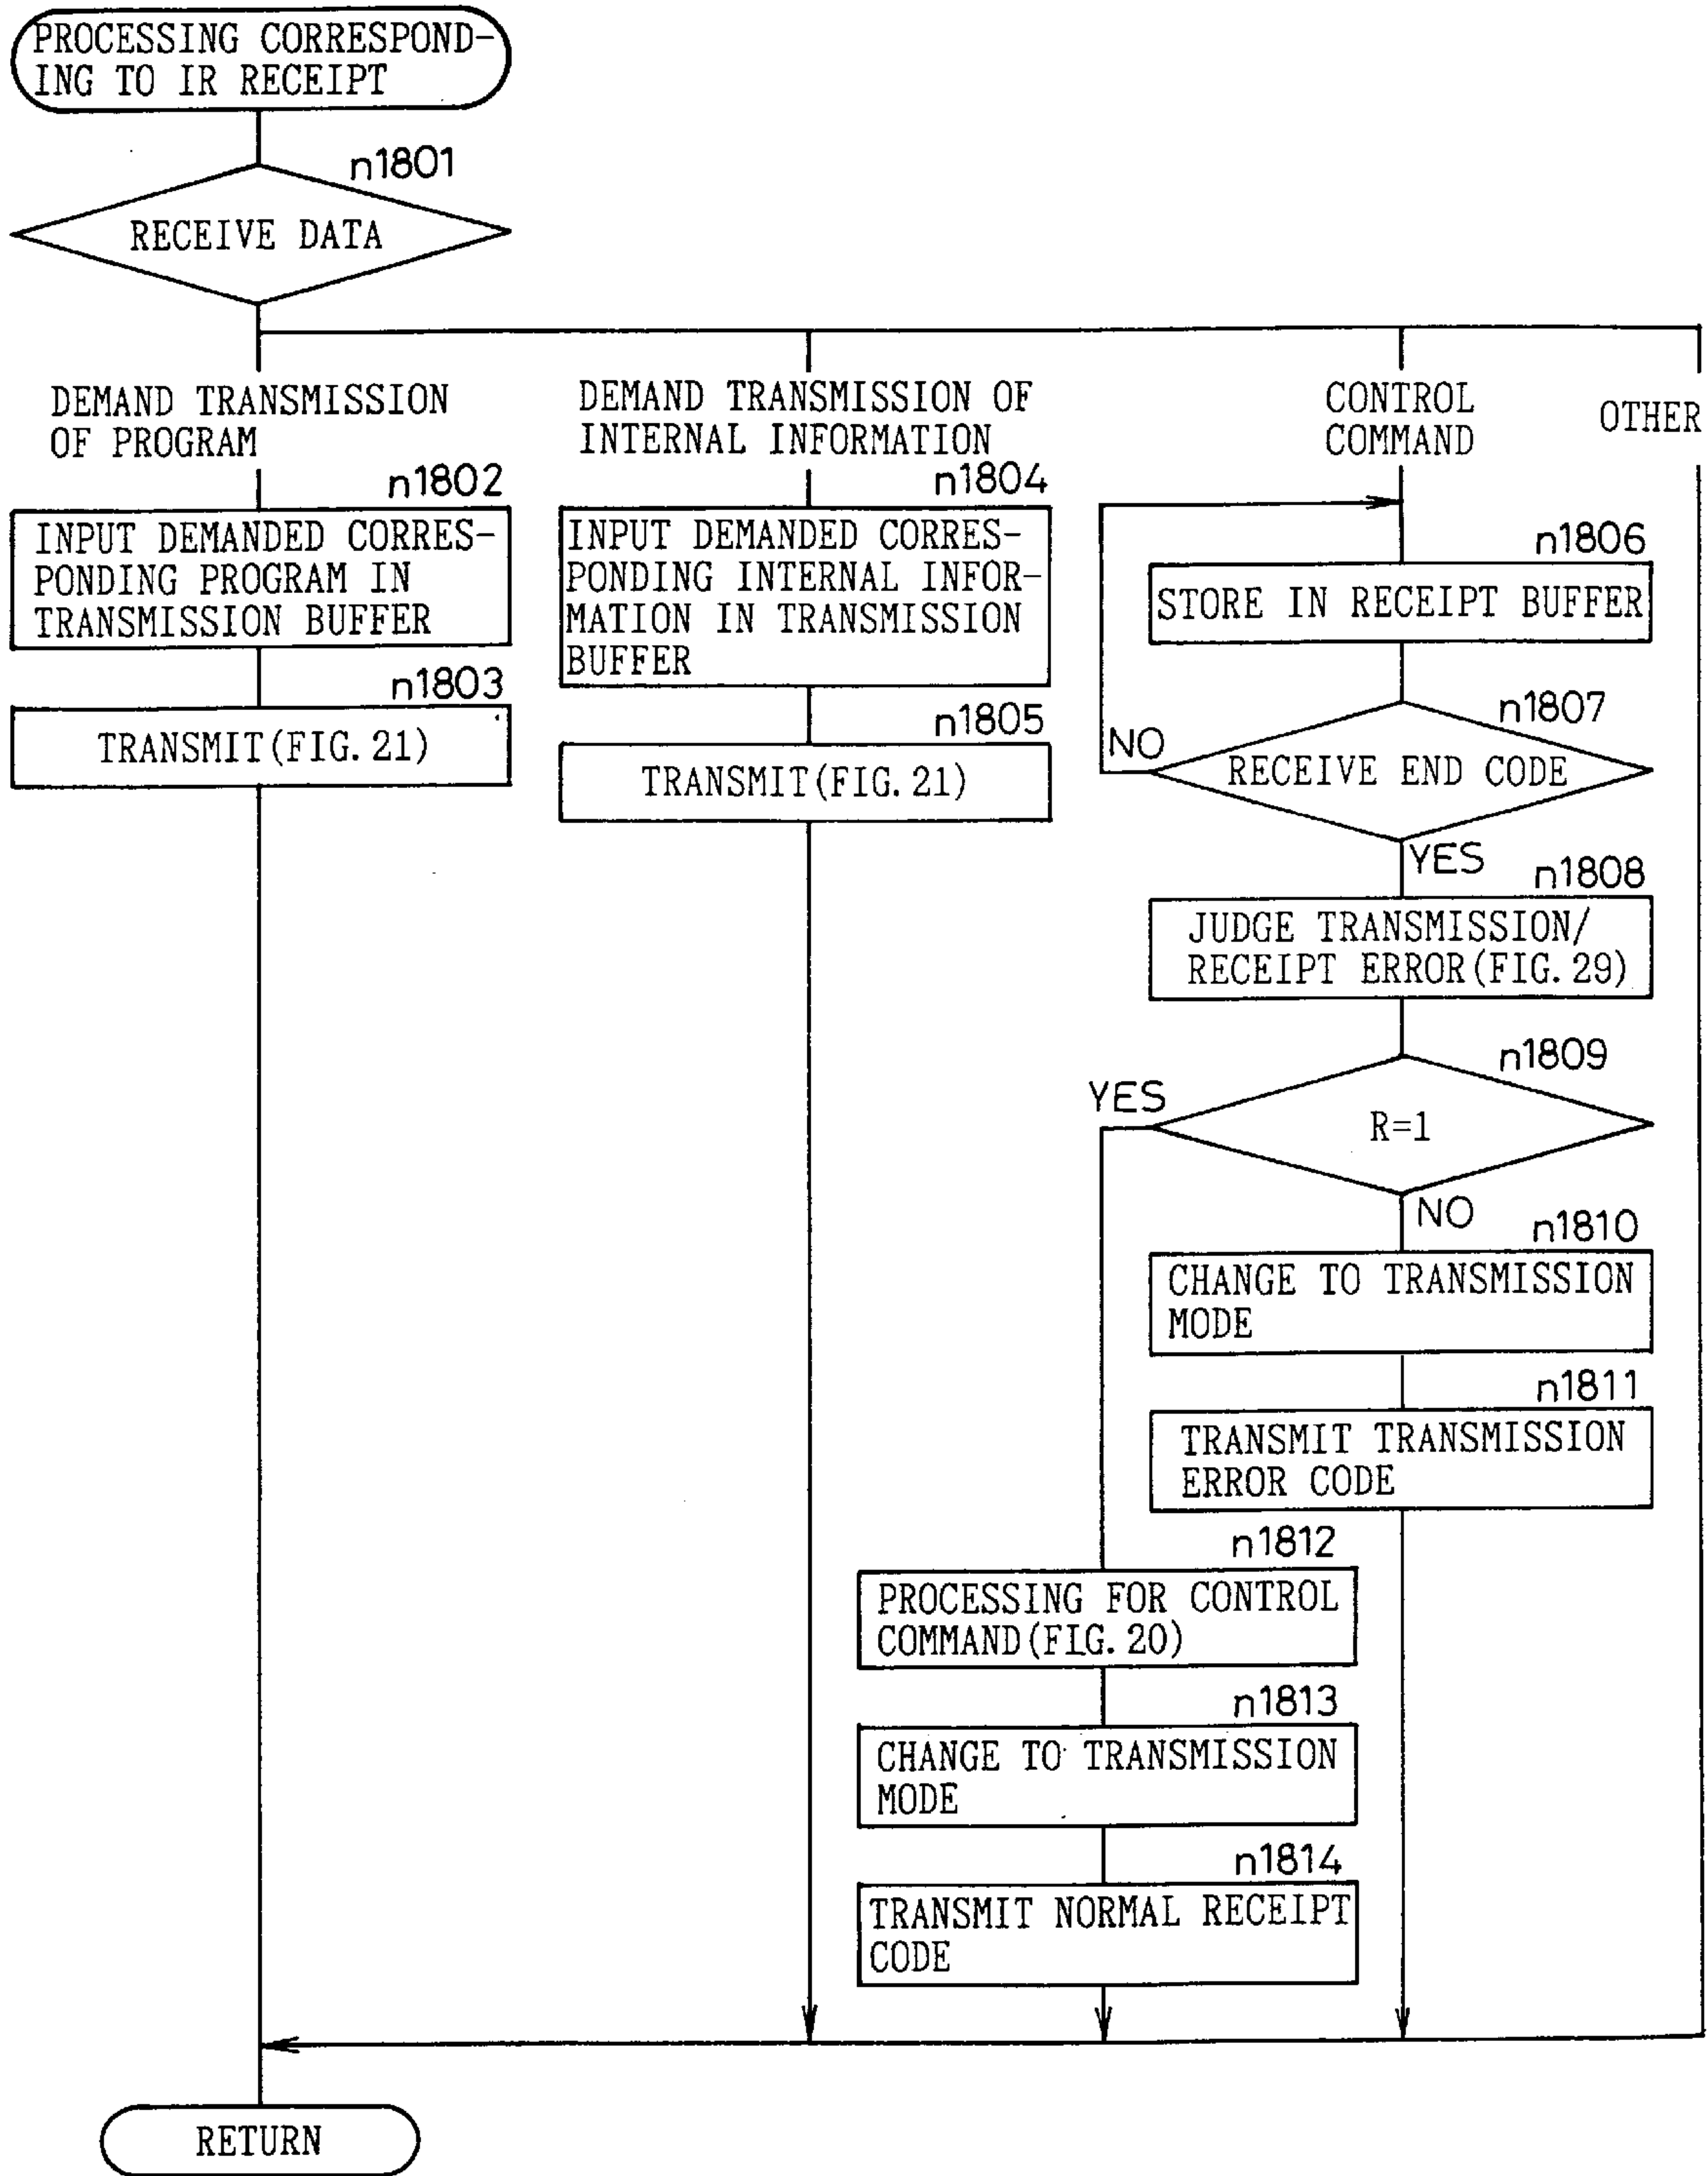 PROCESSING CORRESPOND-
ING TO IR RECEIPT
n1801
RECEIVE DATA
DEMAND TRANSMISSION
OF PROGRAM
n1802
INPUT DEMANDED CORRES-
PONDING PROGRAM IN
TRANSMISSION BUFFER
n1803
TRANSMIT(FIG.21)
DEMAND TRANSMISSION OF
INTERNAL INFORMATION
n1804
INPUT DEMANDED CORRES-
PONDING INTERNAL INFOR-
MATION IN TRANSMISSION
BUFFER
n1805
TRANSMIT(FIG.21)
CONTROL
COMMAND
n1806
STORE IN RECEIPT BUFFER
n1807
NO
RECEIVE END CODE
YES
n1808
JUDGE TRANSMISSION/
RECEIPT ERROR(FIG.29)
n1809
YES
R=1
NO
n1810
CHANGE TO TRANSMISSION
MODE
n1811
TRANSMIT TRANSMISSION
ERROR CODE
n1812
PROCESSING FOR CONTROL
COMMAND(FIG.20)
n1813
CHANGE TO TRANSMISSION
MODE
n1814
TRANSMIT NORMAL RECEIPT
CODE
OTHER
RETURN